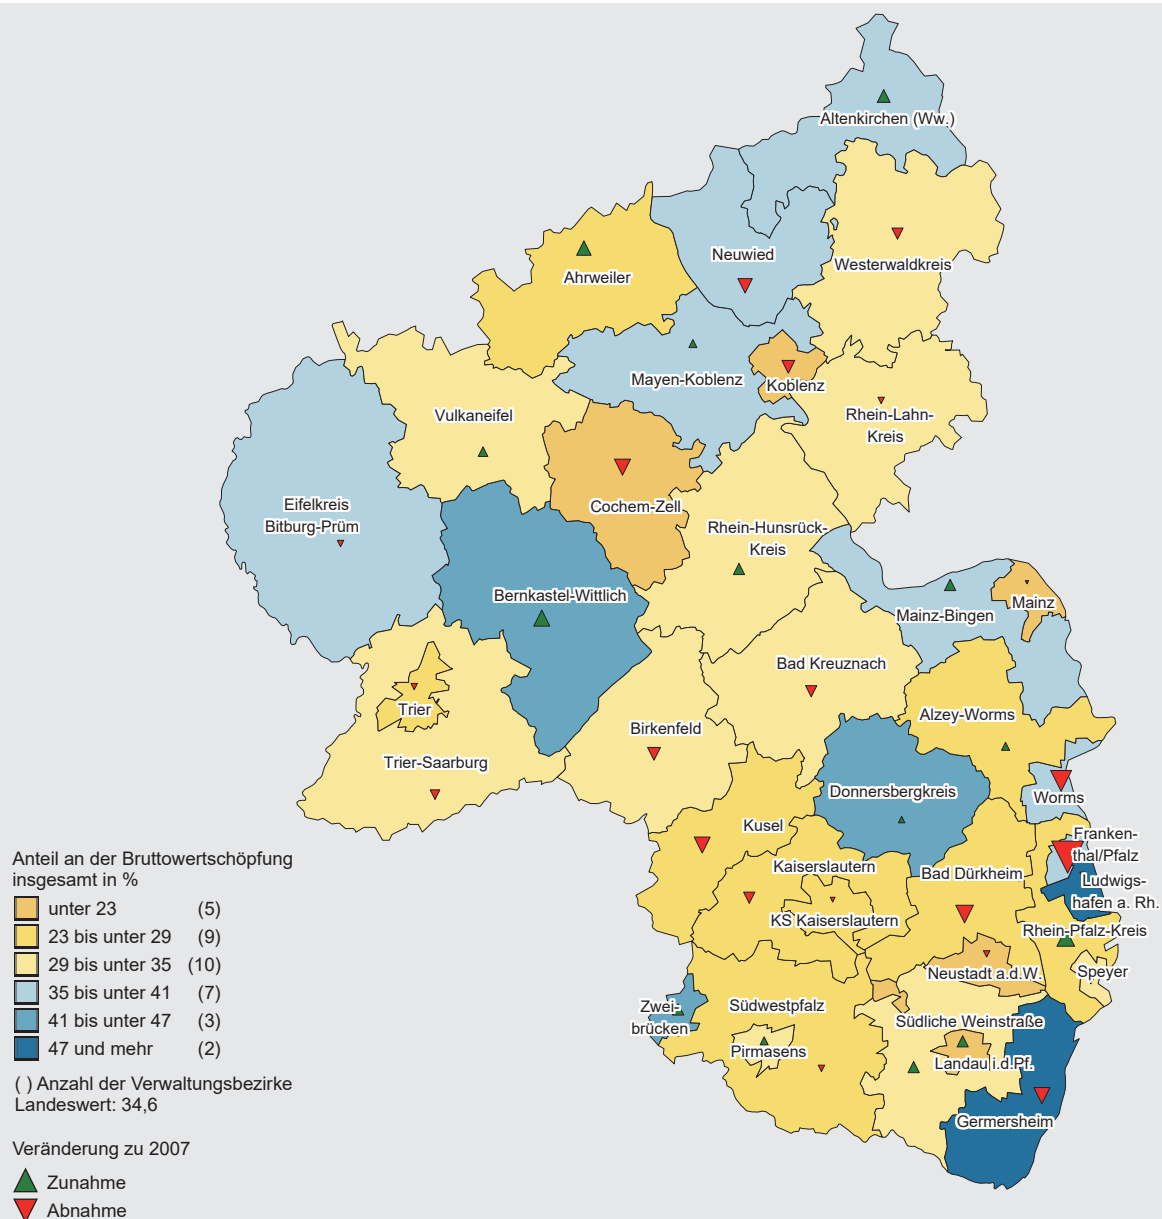 Altenkirchen (Ww.)
Neuwied
Westerwaldkreis
Ahrweiler
Mayen-Koblenz
Koblenz
Rhein-Lahn-
Kreis
Vulkaneifel
Cochem-Zell
Eifelkreis
Bitburg-Prüm
Rhein-Hunsrück-
Kreis
Bernkastel-Wittlich
Mainz-Bingen
Mainz
Bad Kreuznach
Trier
Alzey-Worms
Birkenfeld
Trier-Saarburg
Donnersbergkreis
Worms
Kusel
Franken-
thal/Pfalz
Kaiserslautern
Bad Dürkheim
Ludwigs-
hafen a. Rh.
KS Kaiserslautern
Rhein-Pfalz-Kreis
Neustadt a.d.W.
Speyer
Zwei-
brücken
Südwestpfalz
Südliche Weinstraße
Pirmasens
Landau i.d.Pf.
Germersheim
Anteil an der Bruttowertschöpfung
insgesamt in %
unter 23 (5)
23 bis unter 29 (9)
29 bis unter 35 (10)
35 bis unter 41 (7)
41 bis unter 47 (3)
47 und mehr (2)
( ) Anzahl der Verwaltungsbezirke
Landeswert: 34,6
Veränderung zu 2007
Zunahme
Abnahme